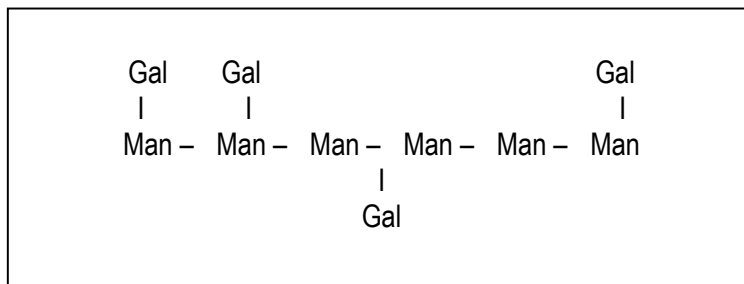 Gal Gal Gal
I I I
Man – Man – Man – Man – Man – Man
I
Gal